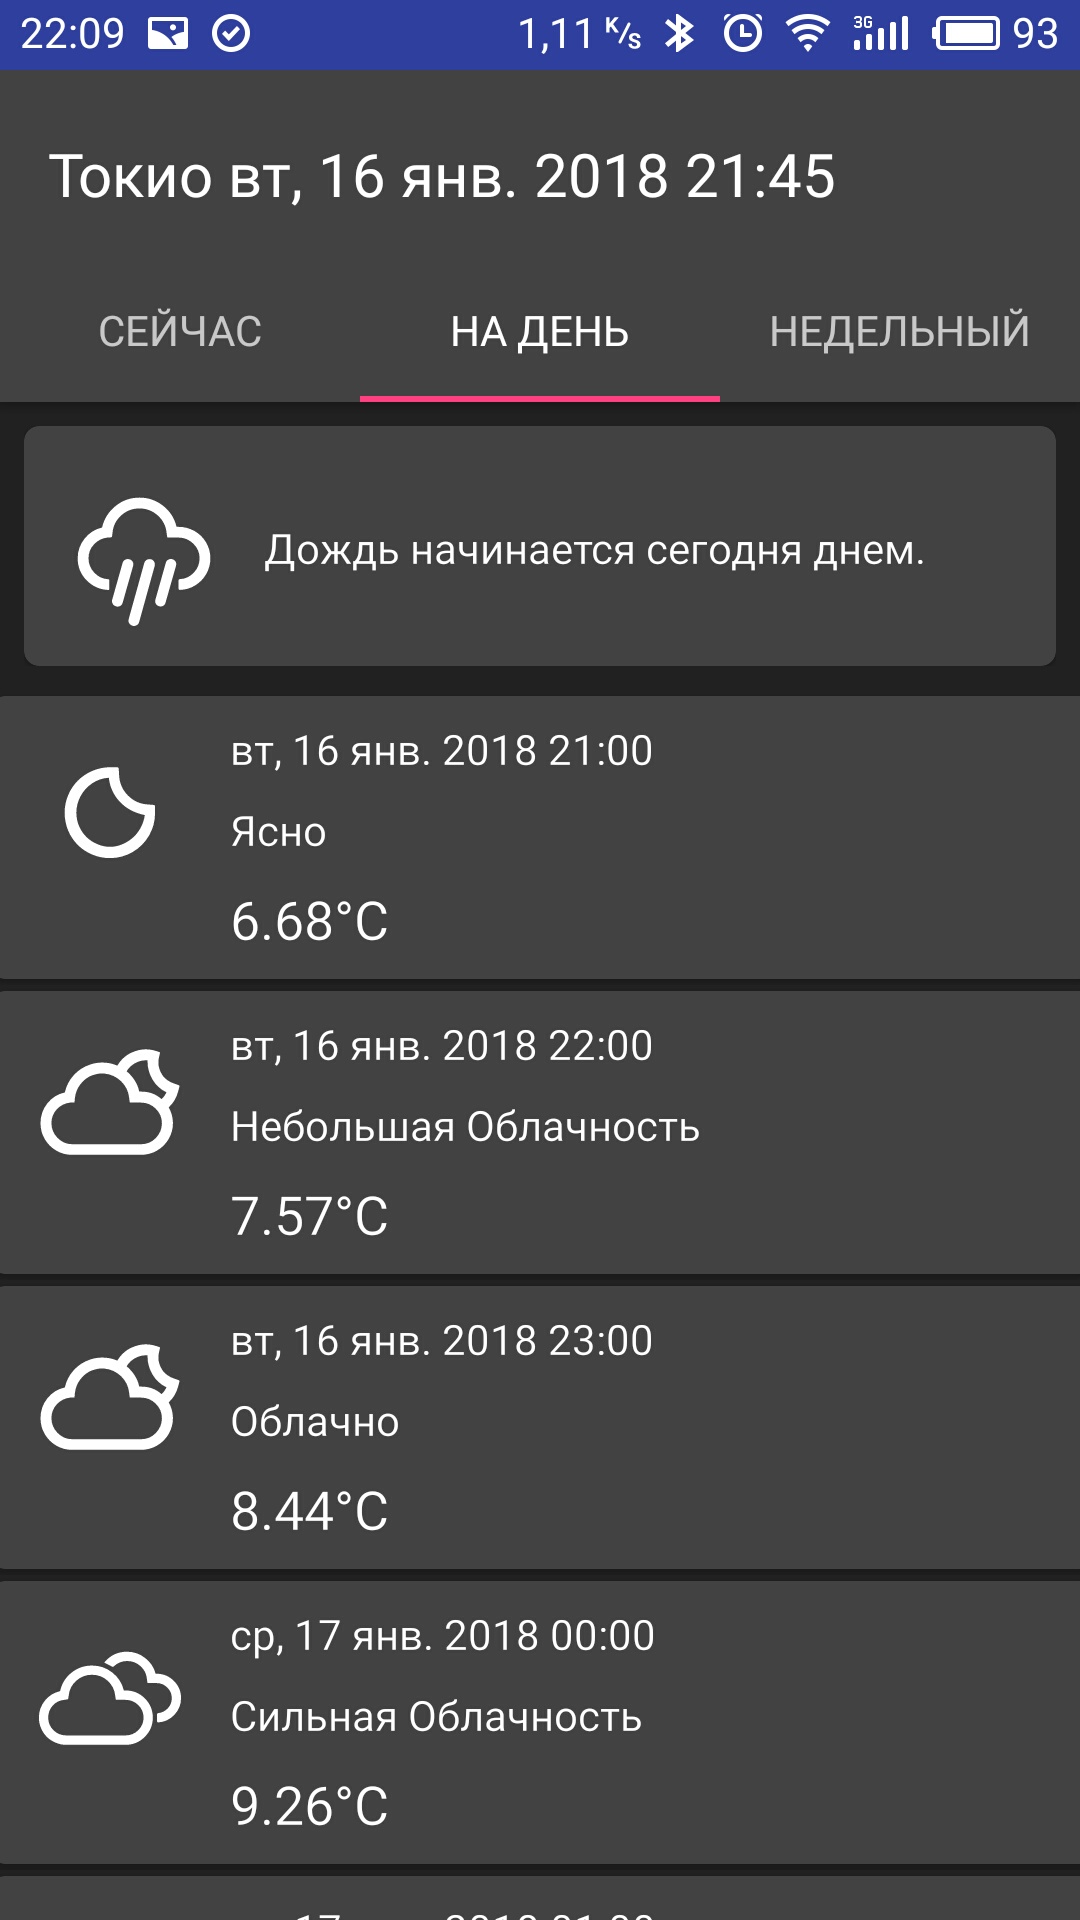 22:09 1,11 K/s 3G 93
Токио вт, 16 янв. 2018 21:45
СЕЙЧАС НА ДЕНЬ НЕДЕЛЬНЫЙ
Дождь начинается сегодня днем.
вт, 16 янв. 2018 21:00
Ясно
6.68°C
вт, 16 янв. 2018 22:00
Небольшая Облачность
7.57°C
вт, 16 янв. 2018 23:00
Облачно
8.44°C
ср, 17 янв. 2018 00:00
Сильная Облачность
9.26°C